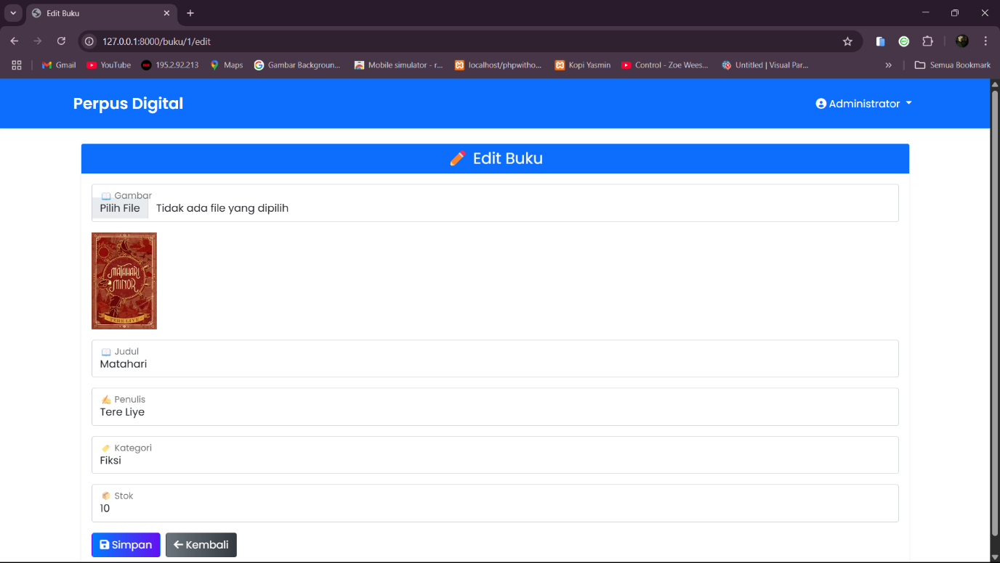 Edit Buku
127.0.0.1:8000/buku/1/edit
Gmail YouTube 195.2.92.213 Maps Gambar Backgroun... Mobile simulator - r... localhost/phpwitho... Kopi Yasmin Control - Zoe Wees... Untitled | Visual Par... » Semua Bookmark
Perpus Digital Administrator
Edit Buku
Gambar
Pilih File Tidak ada file yang dipilih
MATAHARI
MINOR
TERE LIYE
Judul
Matahari
Penulis
Tere Liye
Kategori
Fiksi
Stok
10
Simpan Kembali